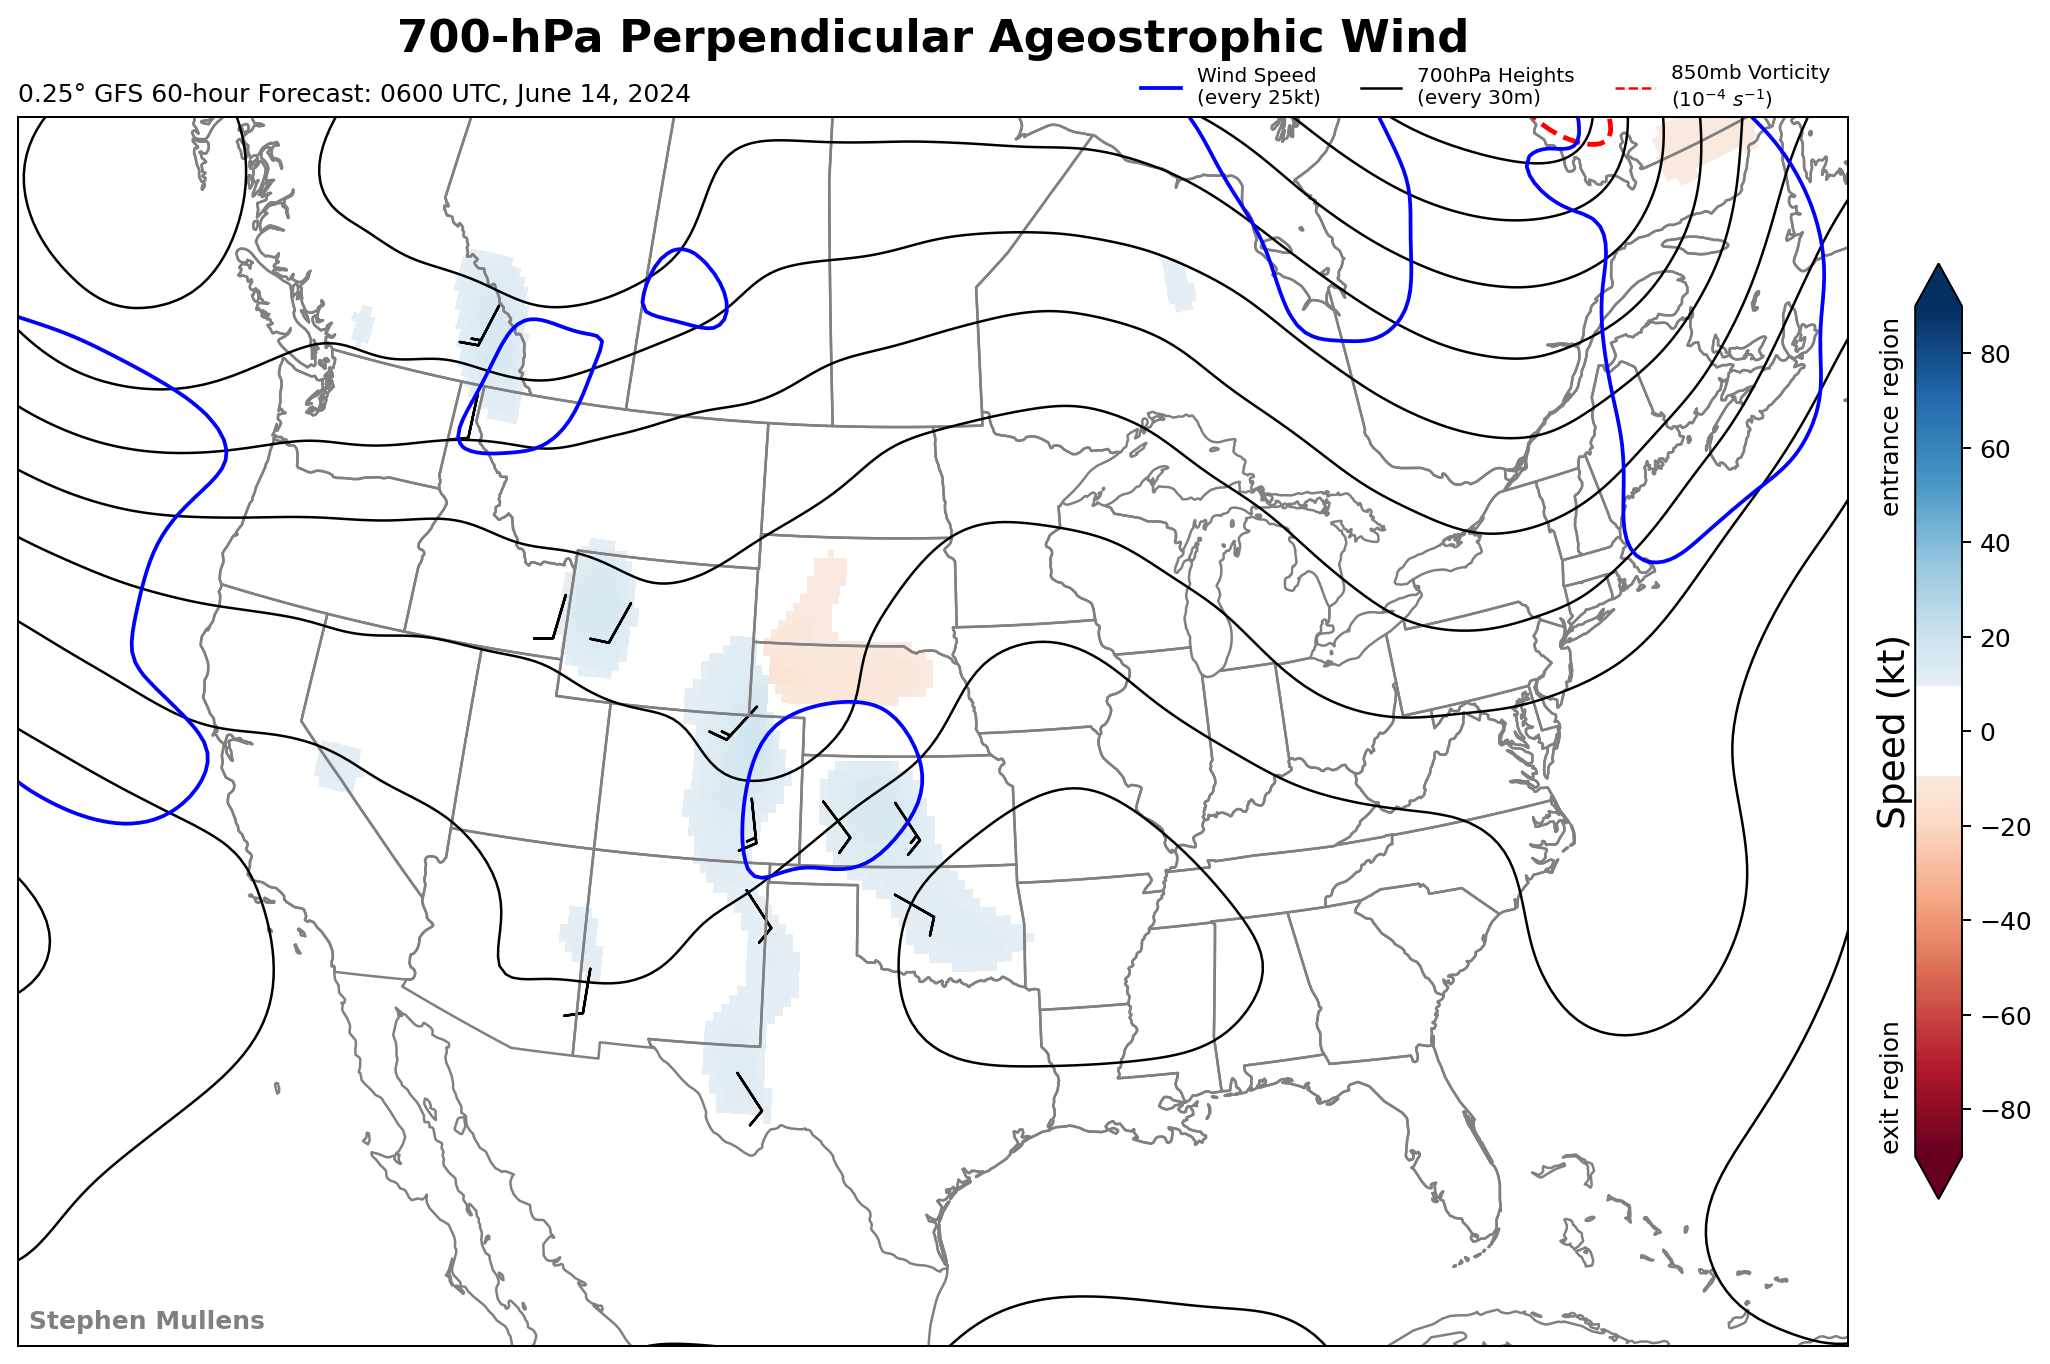 700-hPa Perpendicular Ageostrophic Wind
0.25° GFS 60-hour Forecast: 0600 UTC, June 14, 2024
Wind Speed
(every 25kt)
700hPa Heights
(every 30m)
850mb Vorticity
(10⁻⁴ s⁻¹)
entrance region
Speed (kt)
exit region
80
60
40
20
0
−20
−40
−60
−80
Stephen Mullens